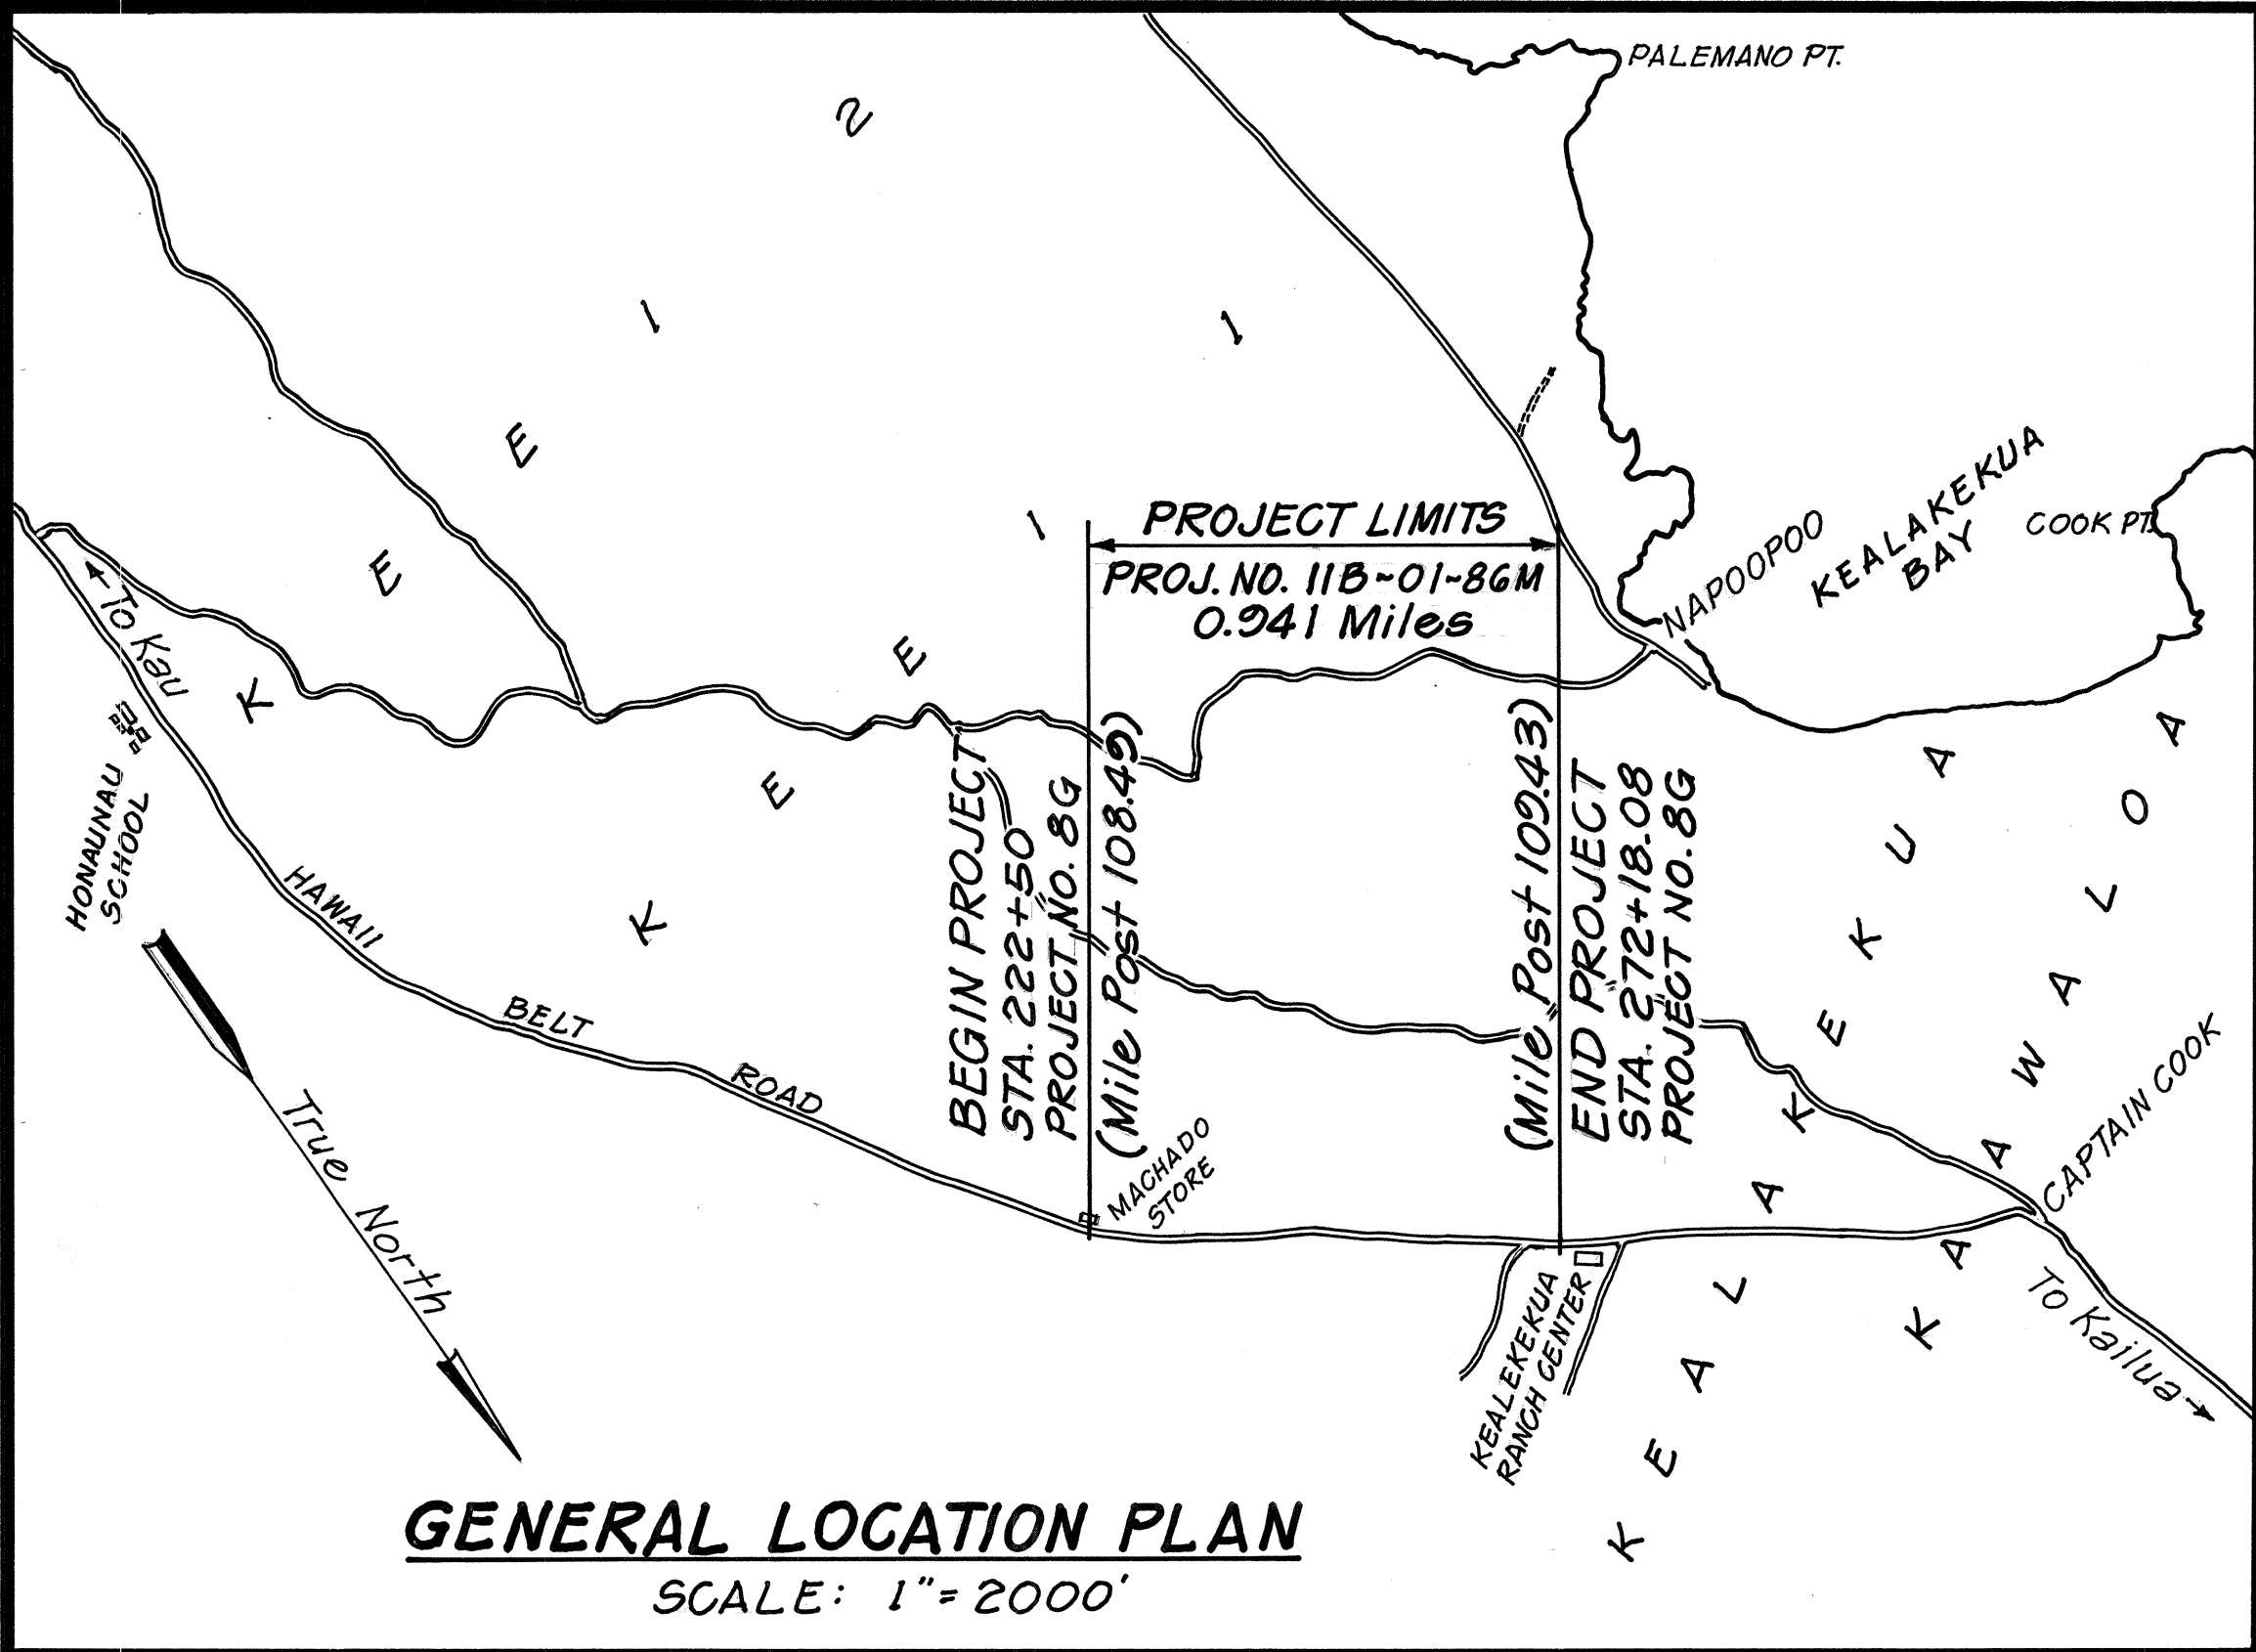 PALEMANO PT.
KEEI 2
KEEI 1
PROJECT LIMITS
PROJ. NO. 11B-01-86M
0.941 Miles
NAPOOPOO
KEALAKEKUA
BAY
COOK PT.
To Kau
HONAUNAU
SCHOOL
HAWAII BELT ROAD
BEGIN PROJECT
STA. 222+50
PROJECT NO. 8G
(Mile Post 108.49)
(Mile Post 109.43)
END PROJECT
STA. 272+18.08
PROJECT NO. 8G
MACHADO
STORE
KEALAKEKUA
KAAWALOA
CAPTAIN COOK
To Kailua
KEALEKEKUA
RANCH CENTER
True North
GENERAL LOCATION PLAN
SCALE: 1"=2000'